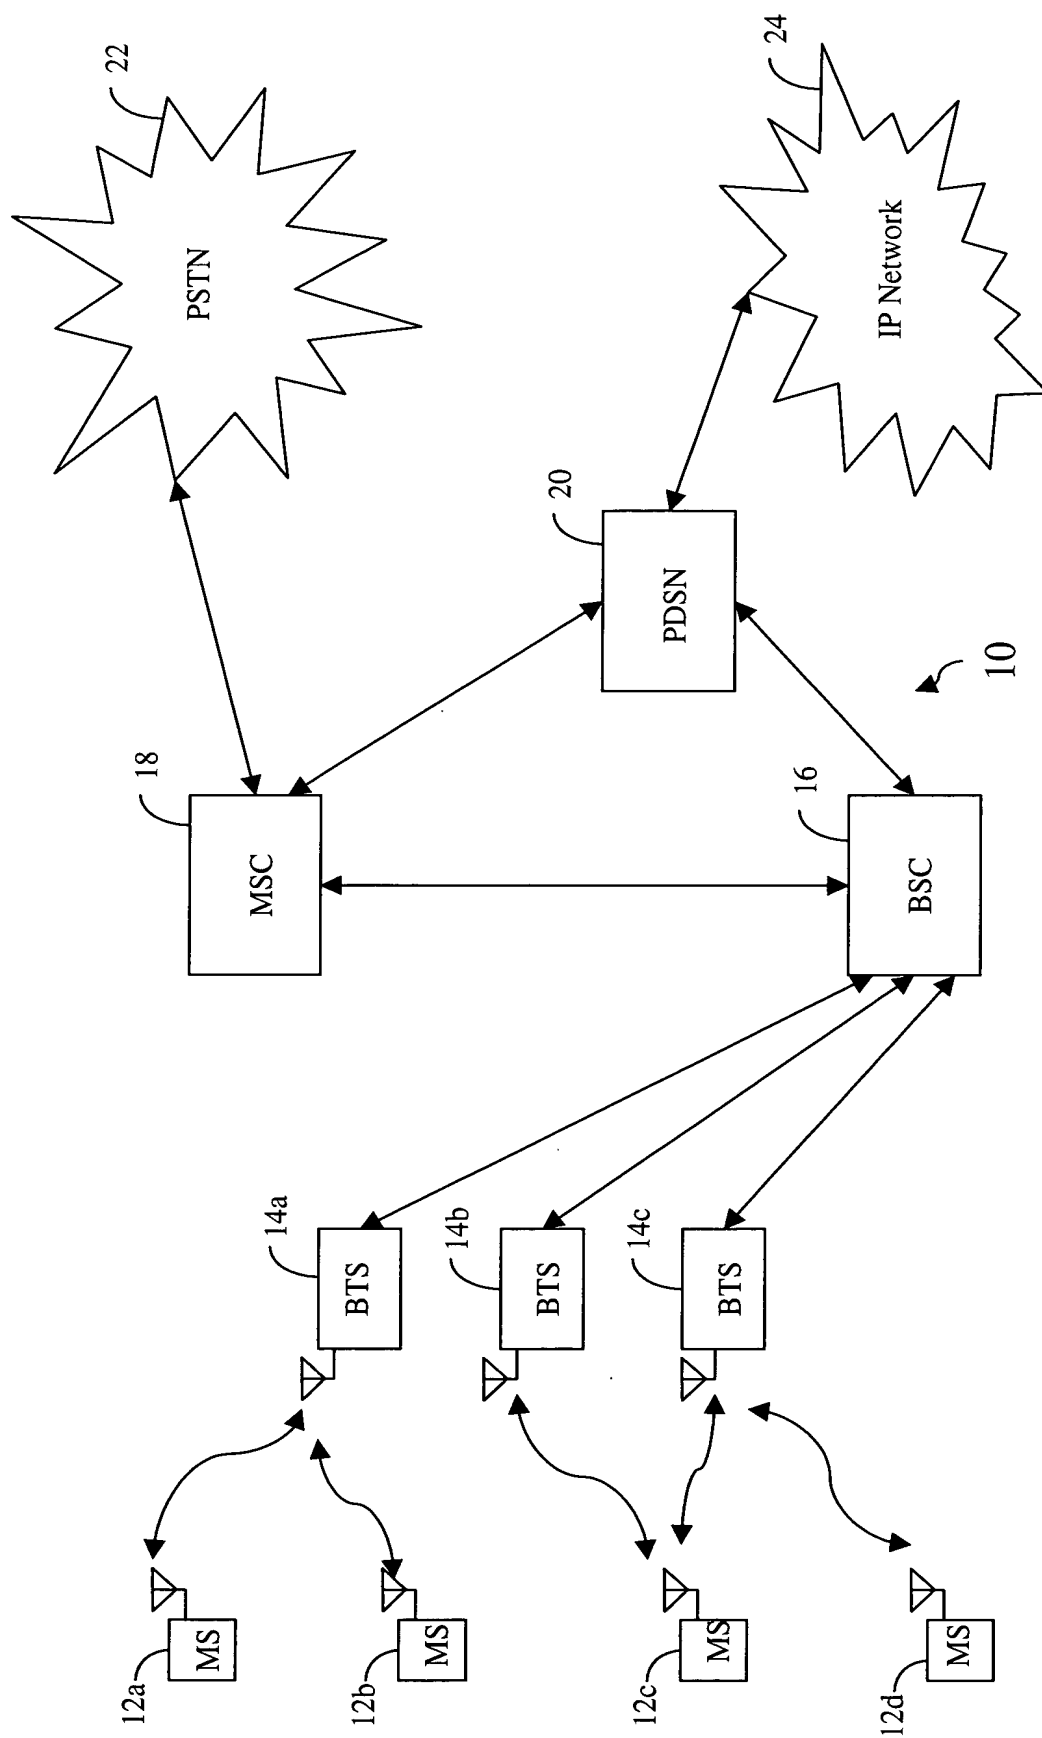 12a
MS
12b
MS
12c
MS
12d
MS
14a
BTS
14b
BTS
14c
BTS
18
MSC
16
BSC
20
PDSN
10
22
PSTN
24
IP Network